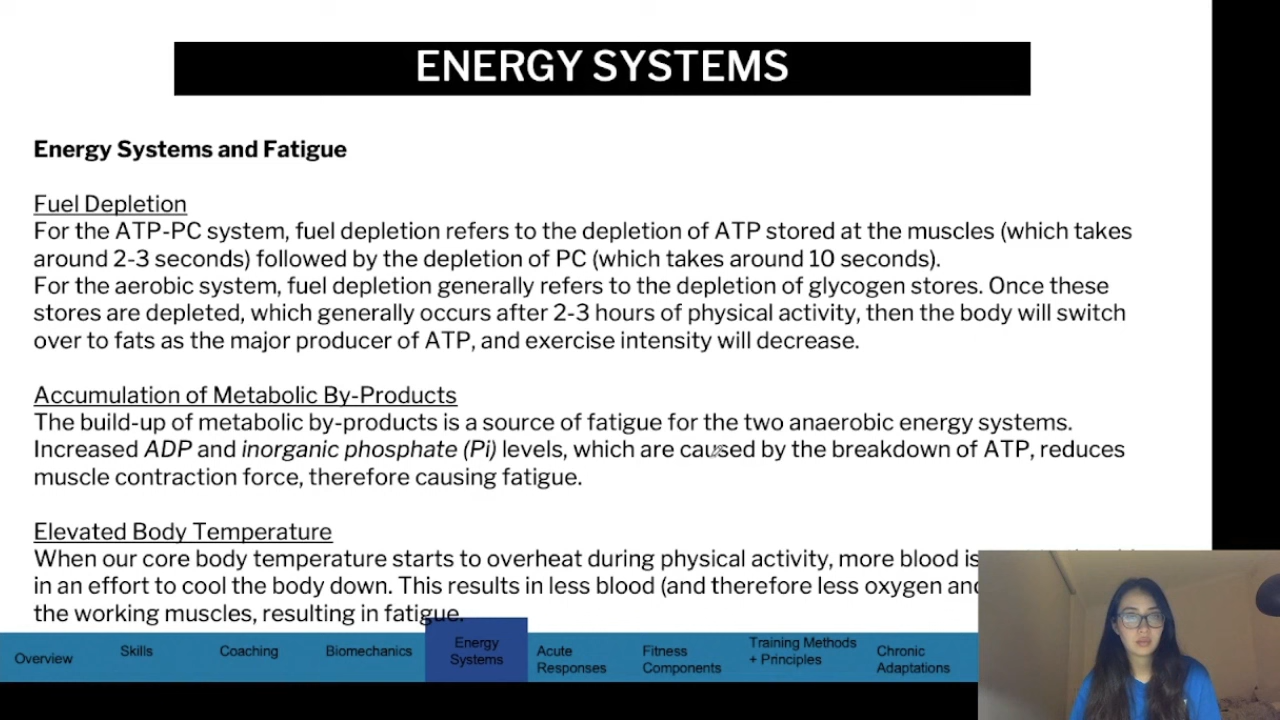 ENERGY SYSTEMS
Energy Systems and Fatigue
Fuel Depletion
For the ATP-PC system, fuel depletion refers to the depletion of ATP stored at the muscles (which takes
around 2-3 seconds) followed by the depletion of PC (which takes around 10 seconds).
For the aerobic system, fuel depletion generally refers to the depletion of glycogen stores. Once these
stores are depleted, which generally occurs after 2-3 hours of physical activity, then the body will switch
over to fats as the major producer of ATP, and exercise intensity will decrease.
Accumulation of Metabolic By-Products
The build-up of metabolic by-products is a source of fatigue for the two anaerobic energy systems.
Increased ADP and inorganic phosphate (Pi) levels, which are caused by the breakdown of ATP, reduces
muscle contraction force, therefore causing fatigue.
Elevated Body Temperature
When our core body temperature starts to overheat during physical activity, more blood is
in an effort to cool the body down. This results in less blood (and therefore less oxygen and
the working muscles, resulting in fatigue.
Overview
Skills
Coaching
Biomechanics
Energy
Systems
Acute
Responses
Fitness
Components
Training Methods
+ Principles
Chronic
Adaptations